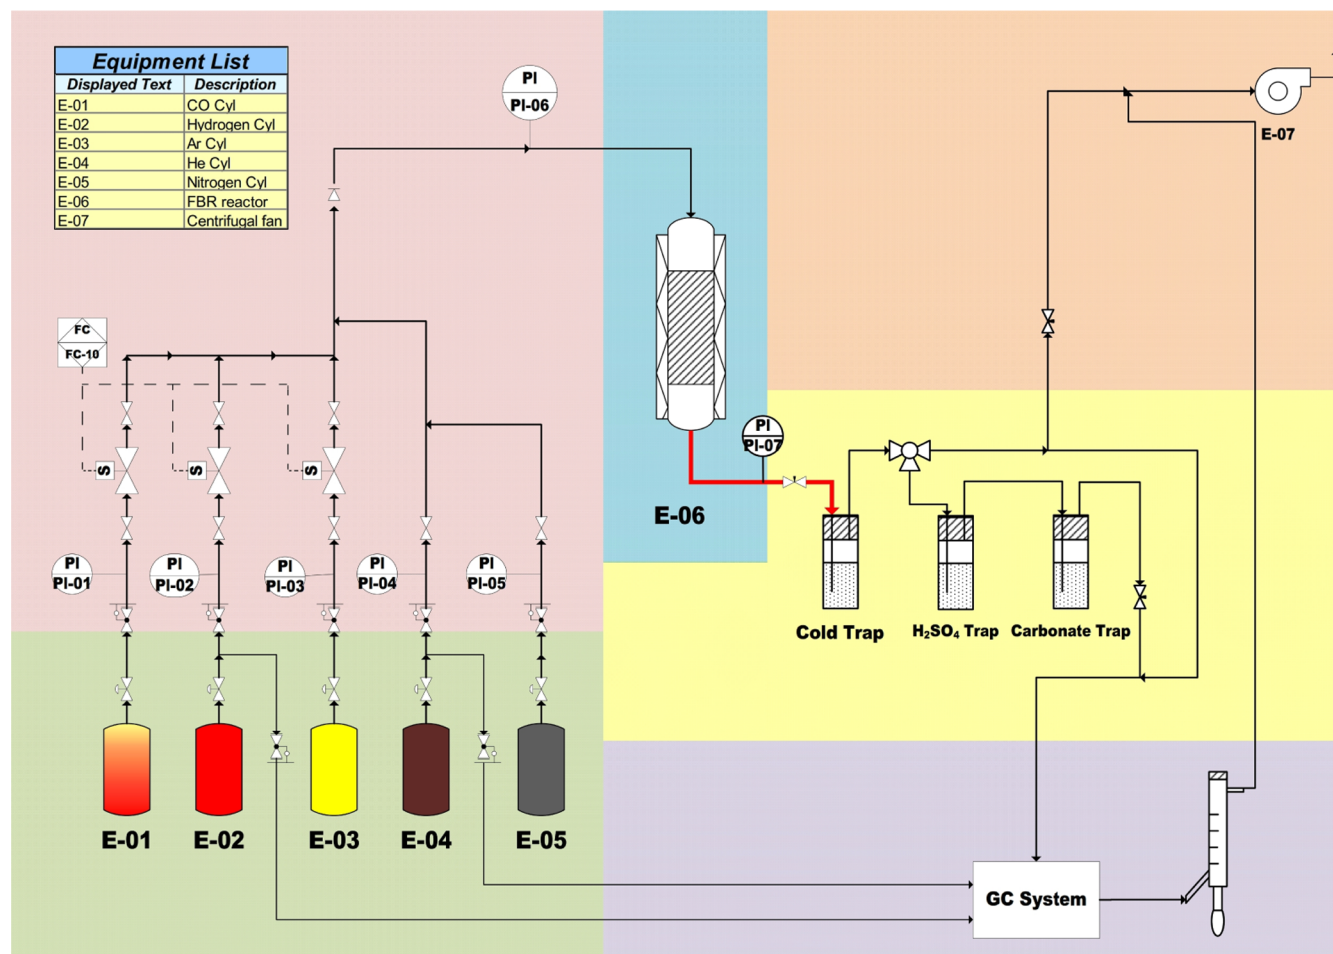 Equipment List
Displayed Text Description
E-01 CO Cyl
E-02 Hydrogen Cyl
E-03 Ar Cyl
E-04 He Cyl
E-05 Nitrogen Cyl
E-06 FBR reactor
E-07 Centrifugal fan
PI
PI-06
E-07
FC
FC-10
PI
PI-07
S
S
S
E-06
PI
PI-01
PI
PI-02
PI
PI-03
PI
PI-04
PI
PI-05
Cold Trap
H₂SO₄ Trap
Carbonate Trap
E-01
E-02
E-03
E-04
E-05
GC System